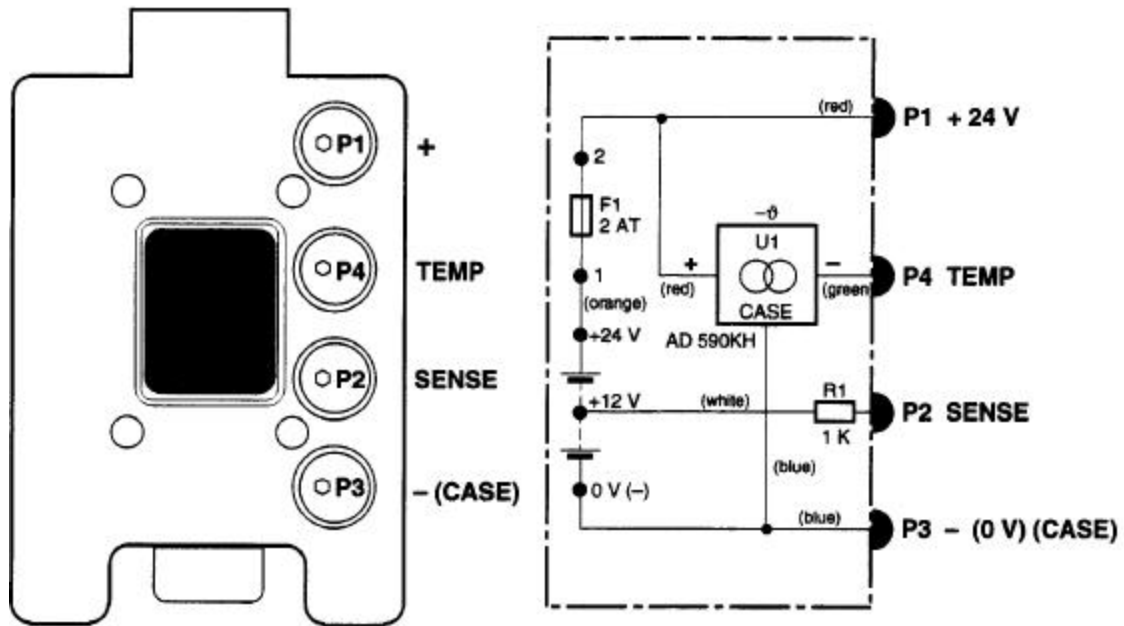 P1 +
P4 TEMP
P2 SENSE
P3 – (CASE)
(red) P1 + 24 V
2
F1
2 AT
1
(orange)
+24 V
–ϑ
U1
+ –
(red) (green) P4 TEMP
CASE
AD 590KH
+12 V (white) R1 P2 SENSE
1 K
(blue)
0 V (–)
(blue) P3 – (0 V) (CASE)